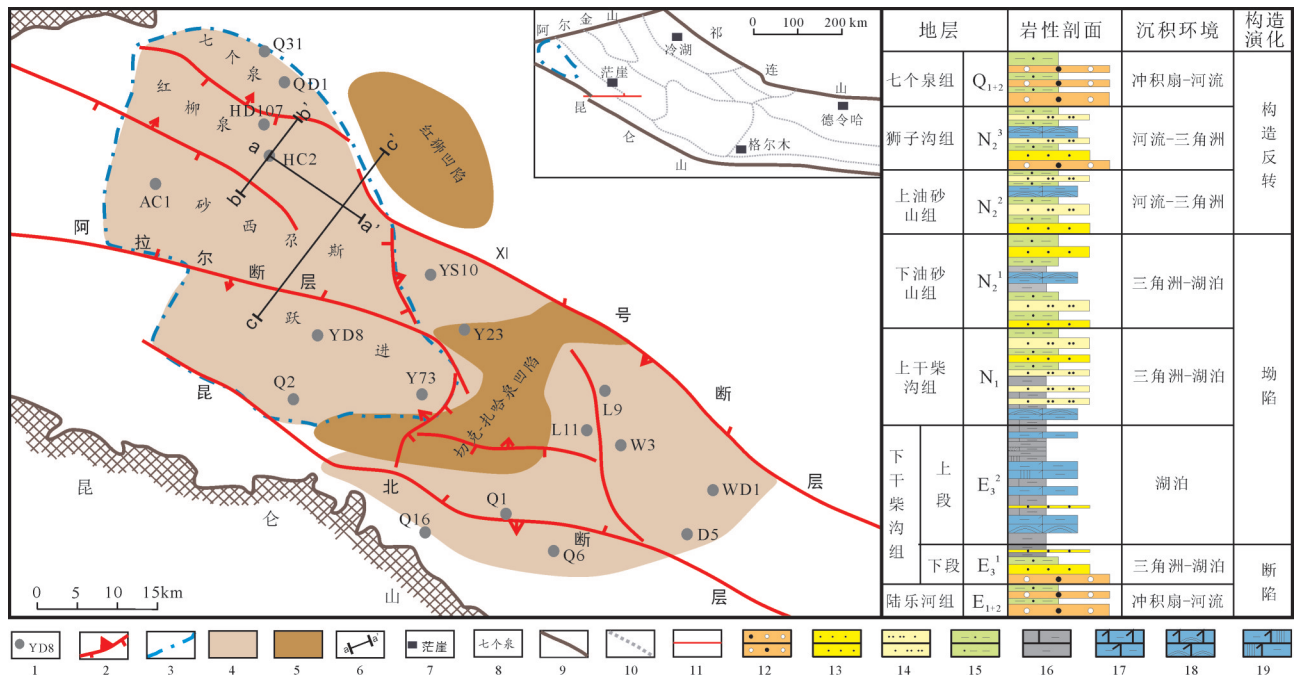 七个泉
Q31
QD1
红柳泉
HD107
b'
a
HC2
c'
红狮凹陷
AC1
b
砂西
尕斯
a'
阿拉尔断层
c
YS10
XI号断层
跃进
YD8
Y23
Q2
Y73
切克-扎哈泉凹陷
L9
L11
W3
WD1
昆北断层
Q1
Q16
Q6
D5
昆仑山
0 5 10 15km
阿尔金山
祁连山
昆仑山
0 100 200 km
冷湖
茫崖
德令哈
格尔木
地层 岩性剖面 沉积环境 构造演化
七个泉组 Q1+2 冲积扇-河流
狮子沟组 N2^3 河流-三角洲
上油砂山组 N2^2 河流-三角洲
构造反转
下油砂山组 N2^1 三角洲-湖泊
上干柴沟组 N1 三角洲-湖泊
下干柴沟组 上段 E3^2 湖泊
坳陷
下段 E3^1 三角洲-湖泊
陆乐河组 E1+2 冲积扇-河流
断陷
YD8 a a' 茫崖 七个泉
1 2 3 4 5 6 7 8 9 10 11 12 13 14 15 16 17 18 19